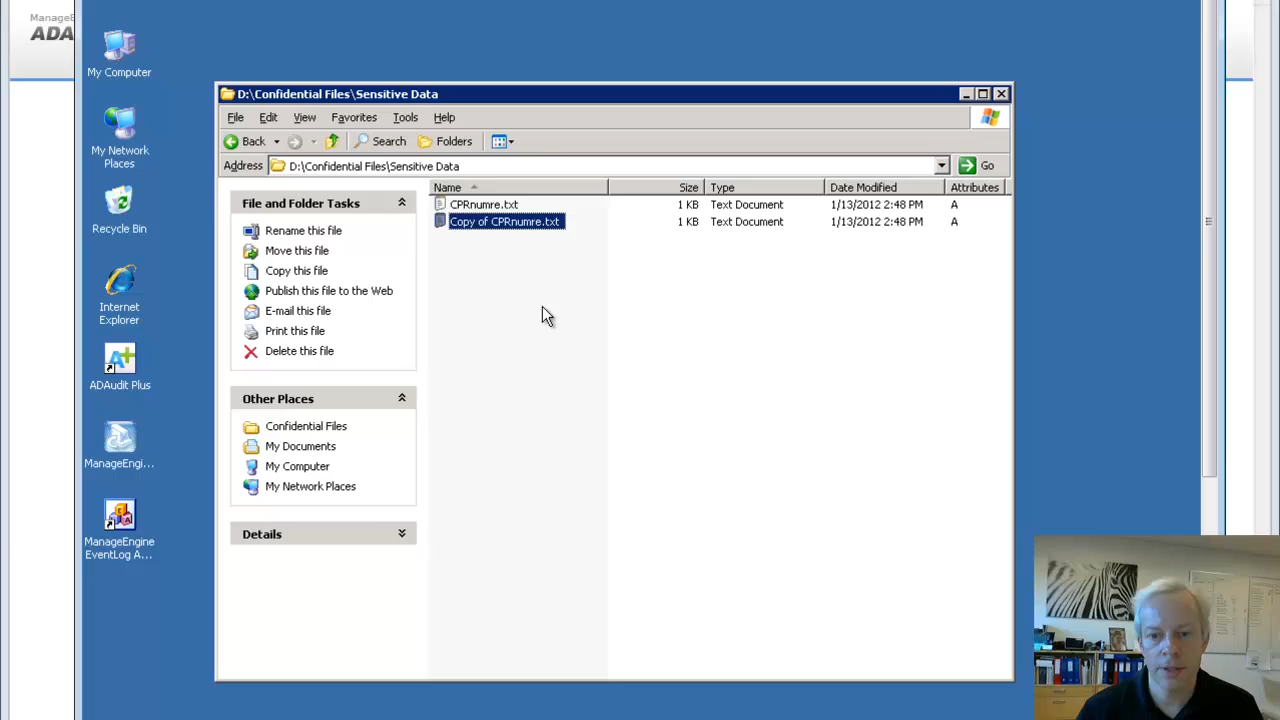 ManageE
ADA
My Computer
My Network
Places
Recycle Bin
Internet
Explorer
ADAudit Plus
ManageEngi...
ManageEngine
EventLog A...
D:\Confidential Files\Sensitive Data
File Edit View Favorites Tools Help
Back Search Folders
Address D:\Confidential Files\Sensitive Data Go
File and Folder Tasks
Rename this file
Move this file
Copy this file
Publish this file to the Web
E-mail this file
Print this file
Delete this file
Other Places
Confidential Files
My Documents
My Computer
My Network Places
Details
Name Size Type Date Modified Attributes
CPRnumre.txt 1 KB Text Document 1/13/2012 2:48 PM A
Copy of CPRnumre.txt 1 KB Text Document 1/13/2012 2:48 PM A